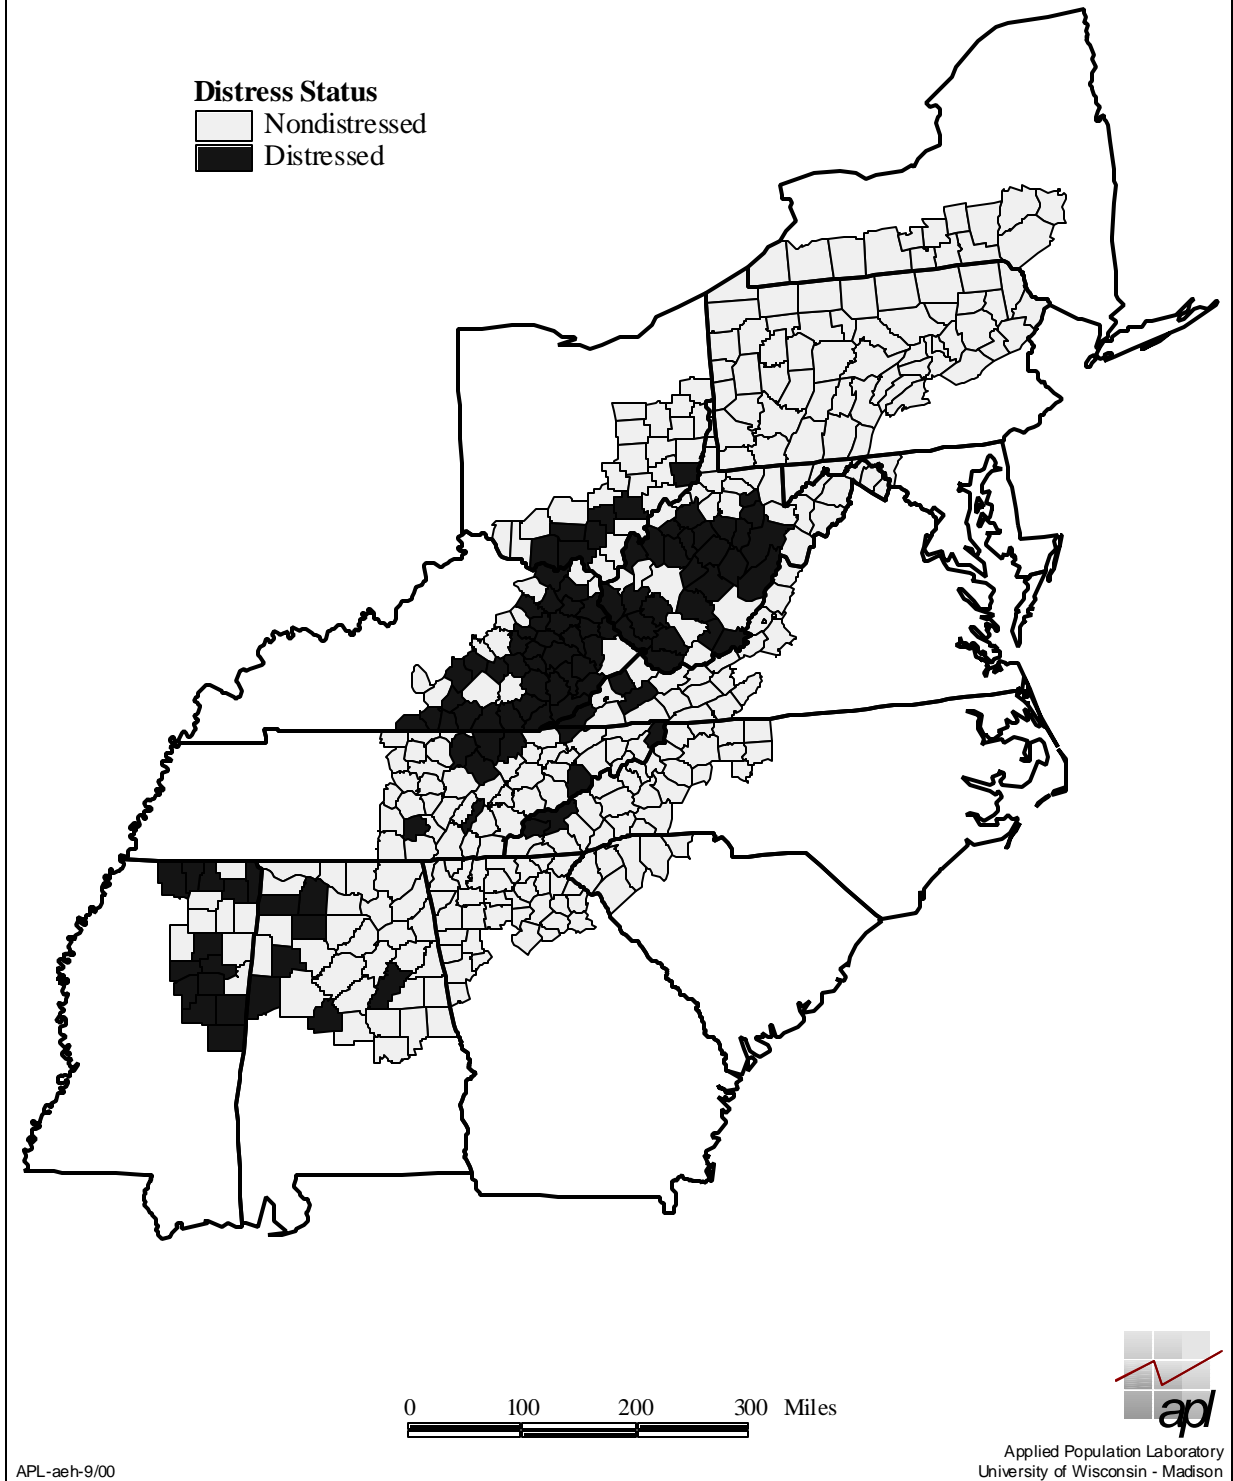 Distress Status
Nondistressed
Distressed
0 100 200 300 Miles
apl
Applied Population Laboratory
APL-aeh-9/00 University of Wisconsin - Madison